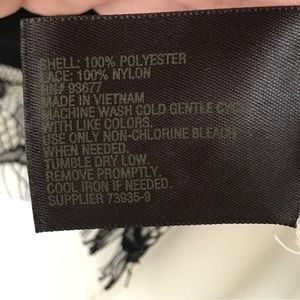 SHELL: 100% POLYESTER
LACE: 100% NYLON
RN# 93677
MADE IN VIETNAM
MACHINE WASH COLD GENTLE CYCLE
WITH LIKE COLORS.
USE ONLY NON-CHLORINE BLEACH
WHEN NEEDED.
TUMBLE DRY LOW.
REMOVE PROMPTLY.
COOL IRON IF NEEDED.
SUPPLIER 73935-9